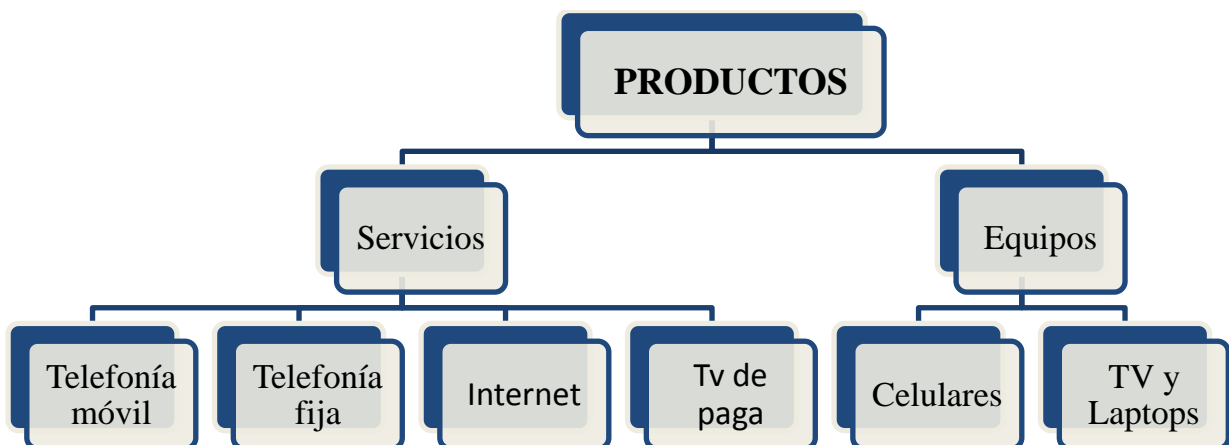 PRODUCTOS
Servicios
Equipos
Telefonía
móvil
Telefonía
fija
Internet
Tv de
paga
Celulares
TV y
Laptops